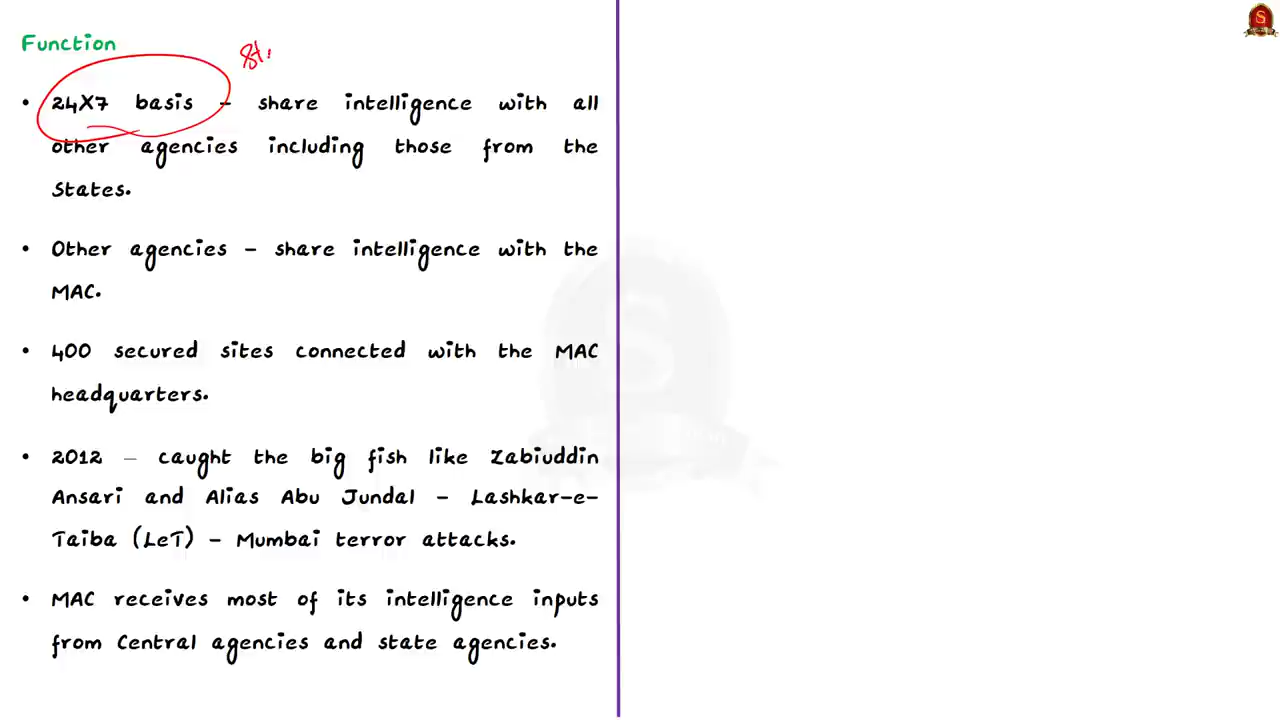 Function
24X7 basis – share intelligence with all
other agencies including those from the
States.
Other agencies – share intelligence with the
MAC.
400 secured sites connected with the MAC
headquarters.
2012 – caught the big fish like Zabiuddin
Ansari and Alias Abu Jundal – Lashkar-e-
Taiba (LeT) – Mumbai terror attacks.
MAC receives most of its intelligence inputs
from Central agencies and state agencies.